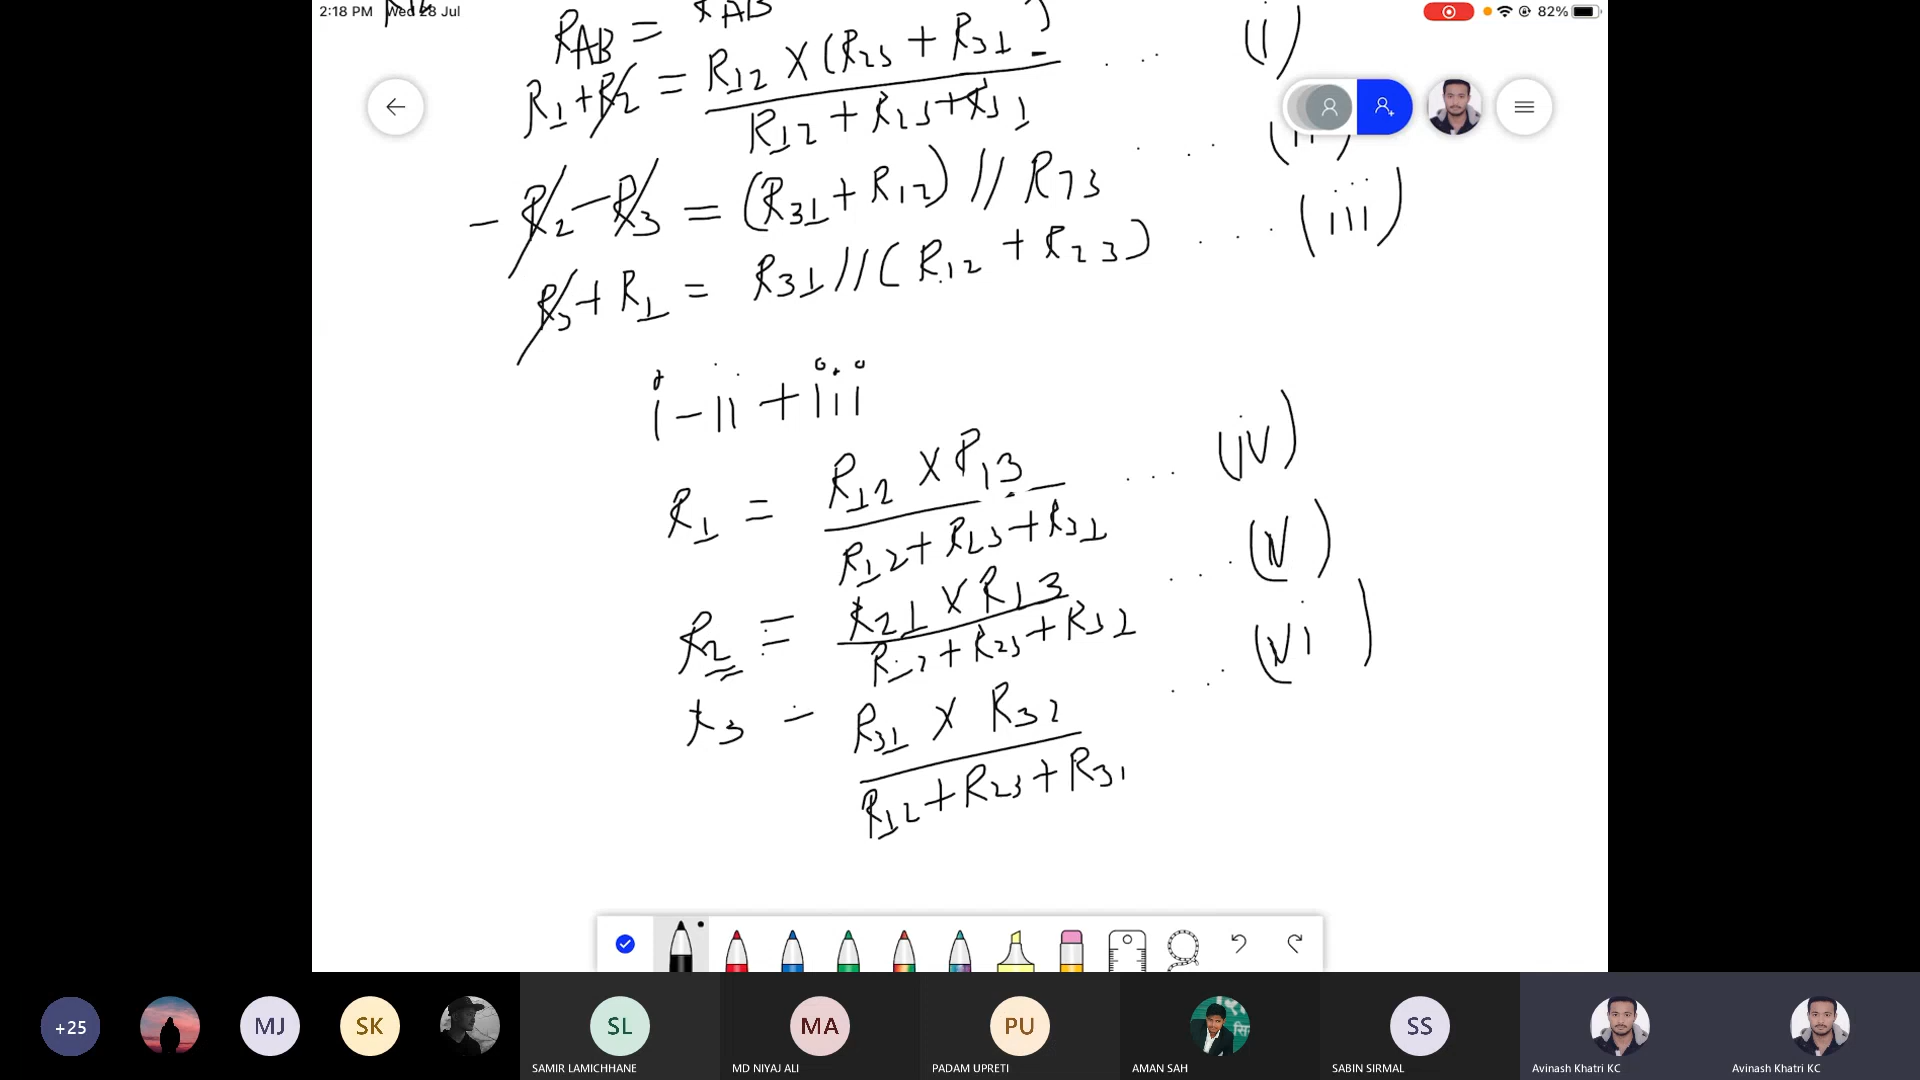 2:18 PM Wed 28 Jul
82%
RAB = RAB
R1+R2 = R12 X (R23 + R31) / R12 + R23 + R31 .... (i)
-R2-R3 = (R31+R12) // R73 .... (ii)
R3+R1 = R31 // (R12 + R23) .... (iii)
i-ii+iii
R1 = R12 X R13 / R12+R23+R31 .... (iv)
R2 = R21 X R13 / R12+R23+R31 .... (v)
R3 - R31 X R32 / R12+R23+R31 .... (vi)
+25
MJ
SK
SL
MA
PU
SS
SAMIR LAMICHHANE
MD NIYAJ ALI
PADAM UPRETI
AMAN SAH
SABIN SIRMAL
Avinash Khatri KC
Avinash Khatri KC